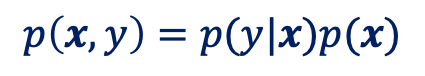 p(x, y) = p(y|x)p(x)